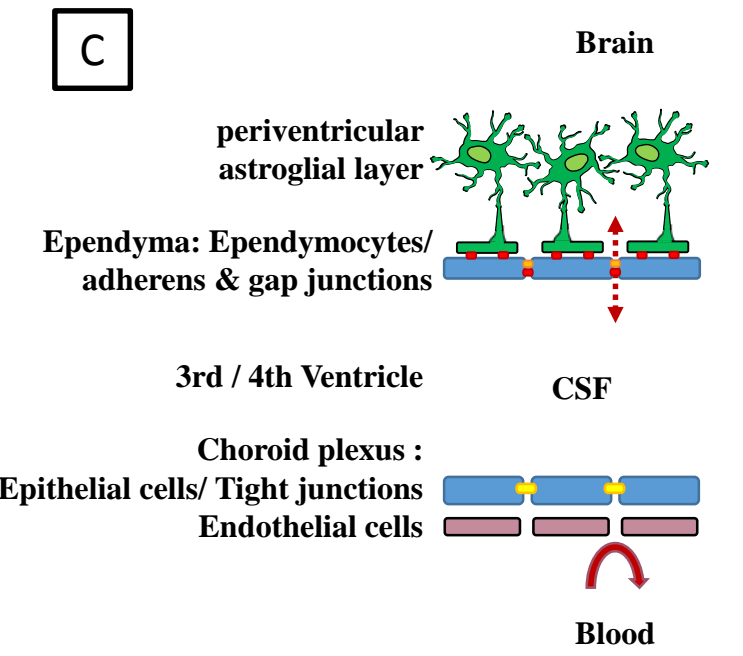 C
Brain
periventricular
astroglial layer
Ependyma: Ependymocytes/
adherens & gap junctions
3rd / 4th Ventricle
CSF
Choroid plexus :
Epithelial cells/ Tight junctions
Endothelial cells
Blood